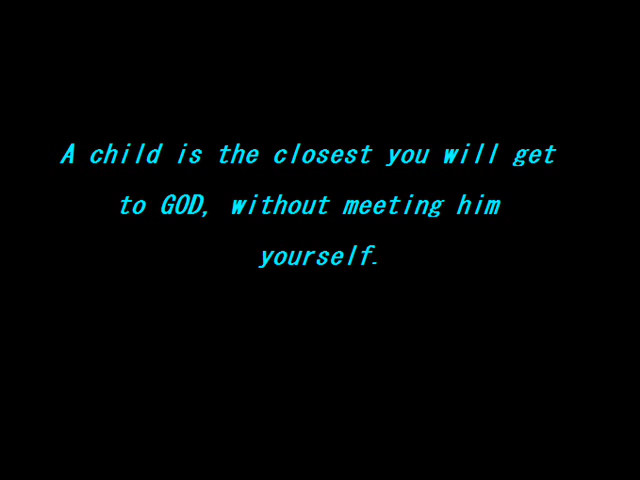 A child is the closest you will get
to GOD, without meeting him
yourself.